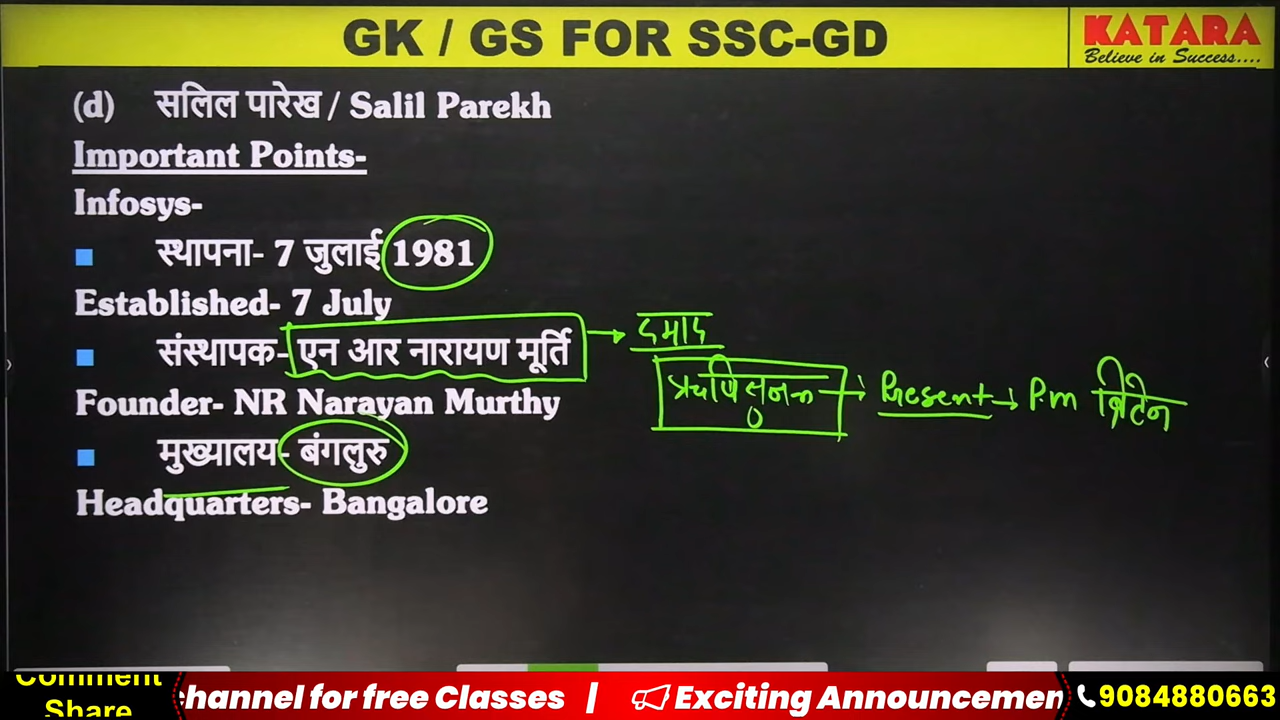 GK / GS FOR SSC-GD
KATARA
Believe in Success....
(d) सलिल पारेख / Salil Parekh
Important Points-
Infosys-
स्थापना- 7 जुलाई 1981
Established- 7 July
संस्थापक- एन आर नारायण मूर्ति
दमाद
Founder- NR Narayan Murthy
Present
P.m ब्रिटेन
मुख्यालय- बंगलुरु
Headquarters- Bangalore
Comment
Share
channel for free Classes | Exciting Announcemen
9084880663